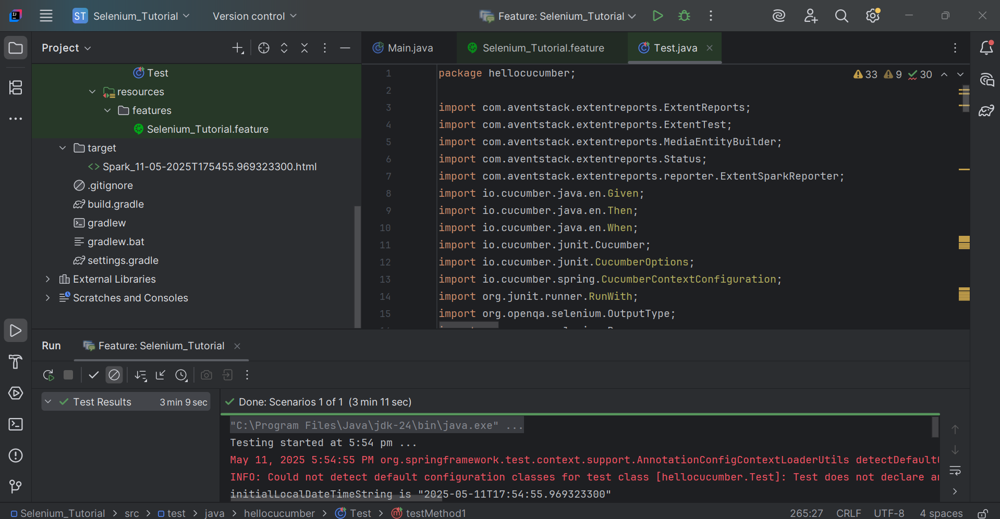 ST Selenium_Tutorial Version control Feature: Selenium_Tutorial
Project
Main.java Selenium_Tutorial.feature Test.java
Test
resources
features
Selenium_Tutorial.feature
target
<> Spark_11-05-2025T175455.969323300.html
.gitignore
build.gradle
gradlew
gradlew.bat
settings.gradle
External Libraries
Scratches and Consoles
33 9 30
1 package hellocucumber;
2
3 import com.aventstack.extentreports.ExtentReports;
4 import com.aventstack.extentreports.ExtentTest;
5 import com.aventstack.extentreports.MediaEntityBuilder;
6 import com.aventstack.extentreports.Status;
7 import com.aventstack.extentreports.reporter.ExtentSparkReporter;
8 import io.cucumber.java.en.Given;
9 import io.cucumber.java.en.Then;
10 import io.cucumber.java.en.When;
11 import io.cucumber.junit.Cucumber;
12 import io.cucumber.junit.CucumberOptions;
13 import io.cucumber.spring.CucumberContextConfiguration;
14 import org.junit.runner.RunWith;
15 import org.openqa.selenium.OutputType;
Run Feature: Selenium_Tutorial
Test Results 3 min 9 sec
Done: Scenarios 1 of 1 (3 min 11 sec)
"C:\Program Files\Java\jdk-24\bin\java.exe" ...
Testing started at 5:54 pm ...
May 11, 2025 5:54:55 PM org.springframework.test.context.support.AnnotationConfigContextLoaderUtils detectDefault
INFO: Could not detect default configuration classes for test class [hellocucumber.Test]: Test does not declare
initialLocalDateTimeString is "2025-05-11T17:54:55.969323300"
Selenium_Tutorial > src > test > java > hellocucumber > Test > testMethod1
265:27 CRLF UTF-8 4 spaces